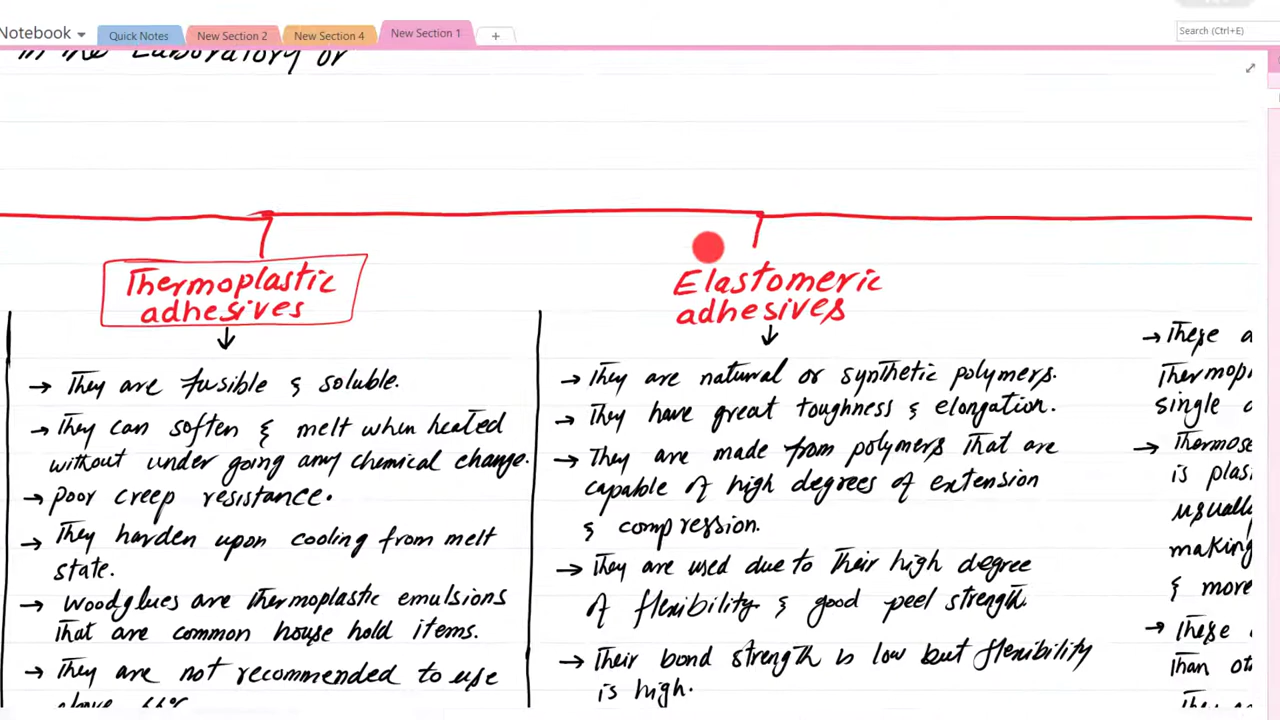 Notebook
Quick Notes
New Section 2
New Section 4
New Section 1
+
Search (Ctrl+E)
in the Laboratory or
Thermoplastic
adhesives
→ They are fusible & soluble.
→ They can soften & melt when heated
without under going any chemical change.
→ poor creep resistance.
→ They harden upon cooling from melt
state.
→ woodglues are thermoplastic emulsions
That are common house hold items.
→ They are not recommended to use
above
Elastomeric
adhesives
→ They are natural or synthetic polymers.
→ They have great toughness & elongation.
→ They are made from polymers That are
capable of high degrees of extension
& compression.
→ They are used due to Their high degree
of flexibility & good peel strength.
→ Their bond strength is low but flexibility
is high.
→ These
single
→ 
is
making
& more
→ These
Than